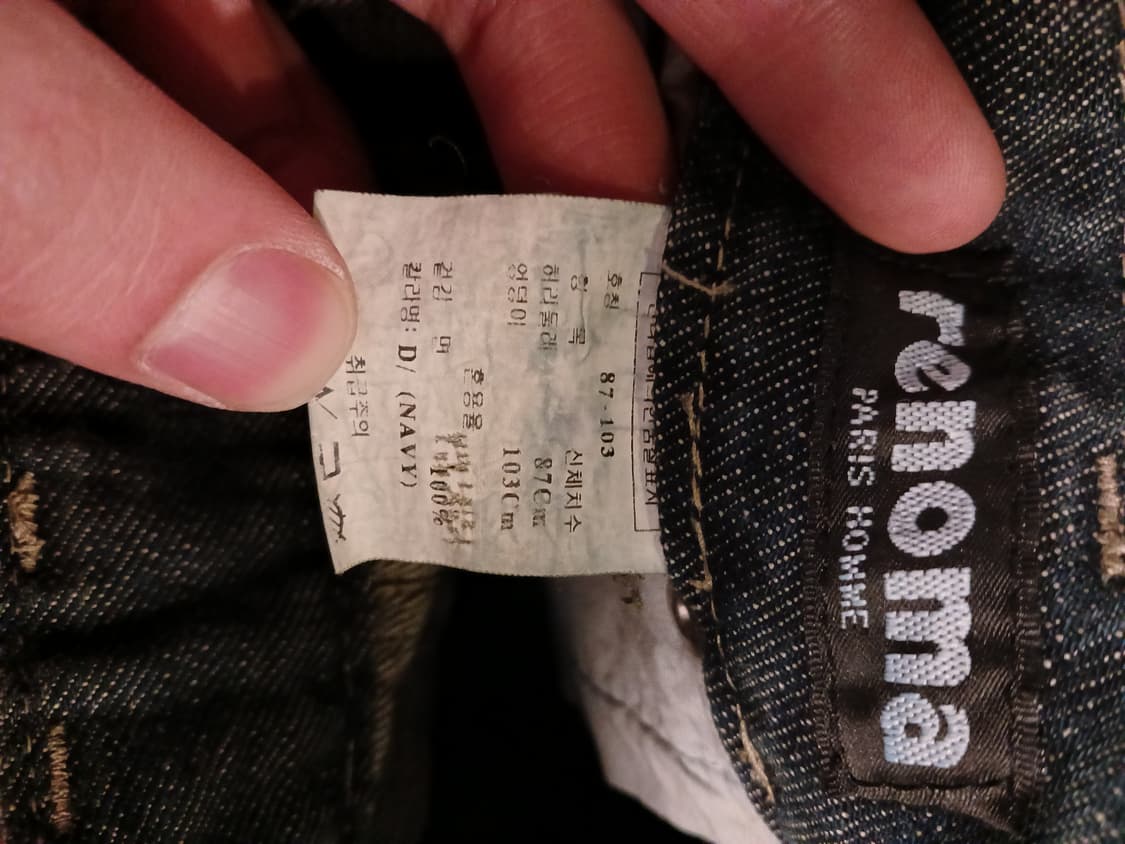 renoma
PARIS HOMME
호칭 87-103
항 목 신체치수
허리둘레 87Cm
엉덩이 103Cm
혼용율
겉감 면 100%
칼라명: D/ (NAVY)
취급주의